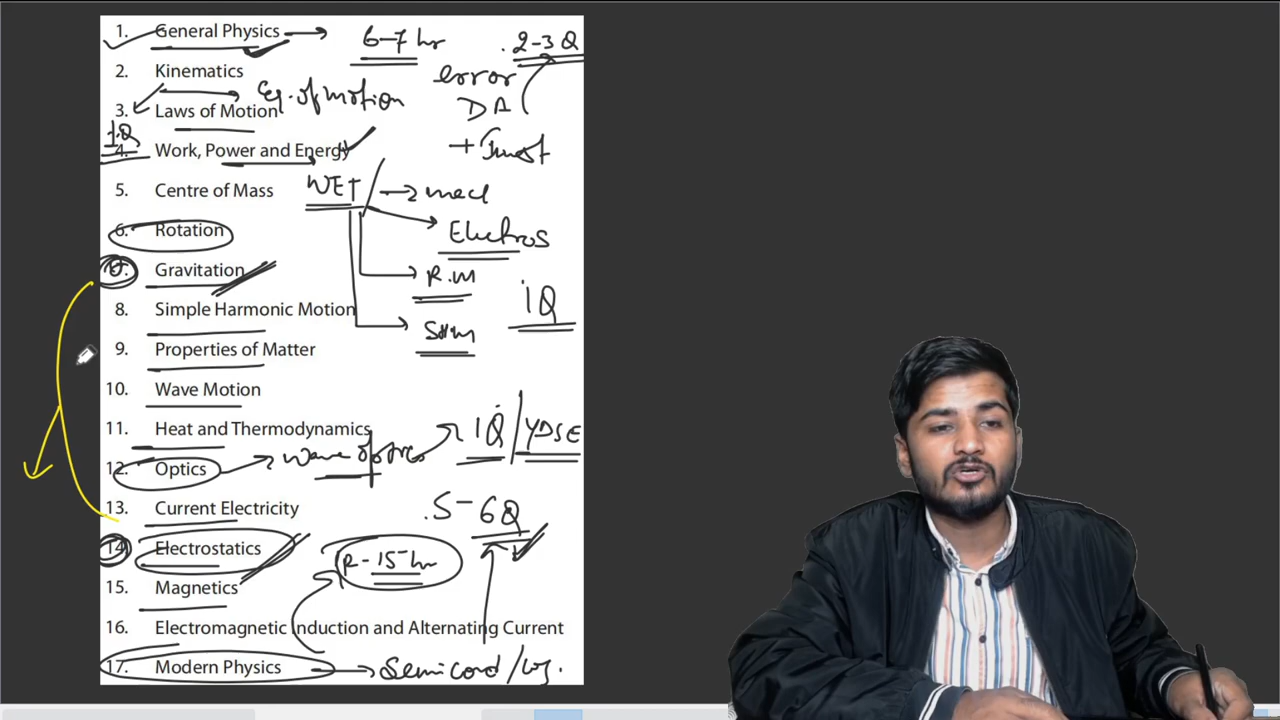 1. General Physics → 6-7 hr . 2-3 Q
2. Kinematics error
→ Eq. of motion DA
3. Laws of Motion
1Q
4. Work, Power and Energy +
5. Centre of Mass WET → mecl
6. Rotation Electros
7. Gravitation R.M
1Q
8. Simple Harmonic Motion SHM
9. Properties of Matter
10. Wave Motion
11. Heat and Thermodynamics 1Q / YDSE
12. Optics → wave optics
13. Current Electricity .5-6Q
14. Electrostatics R-15 hr
15. Magnetics
16. Electromagnetic Induction and Alternating Current
17. Modern Physics → Semicond/